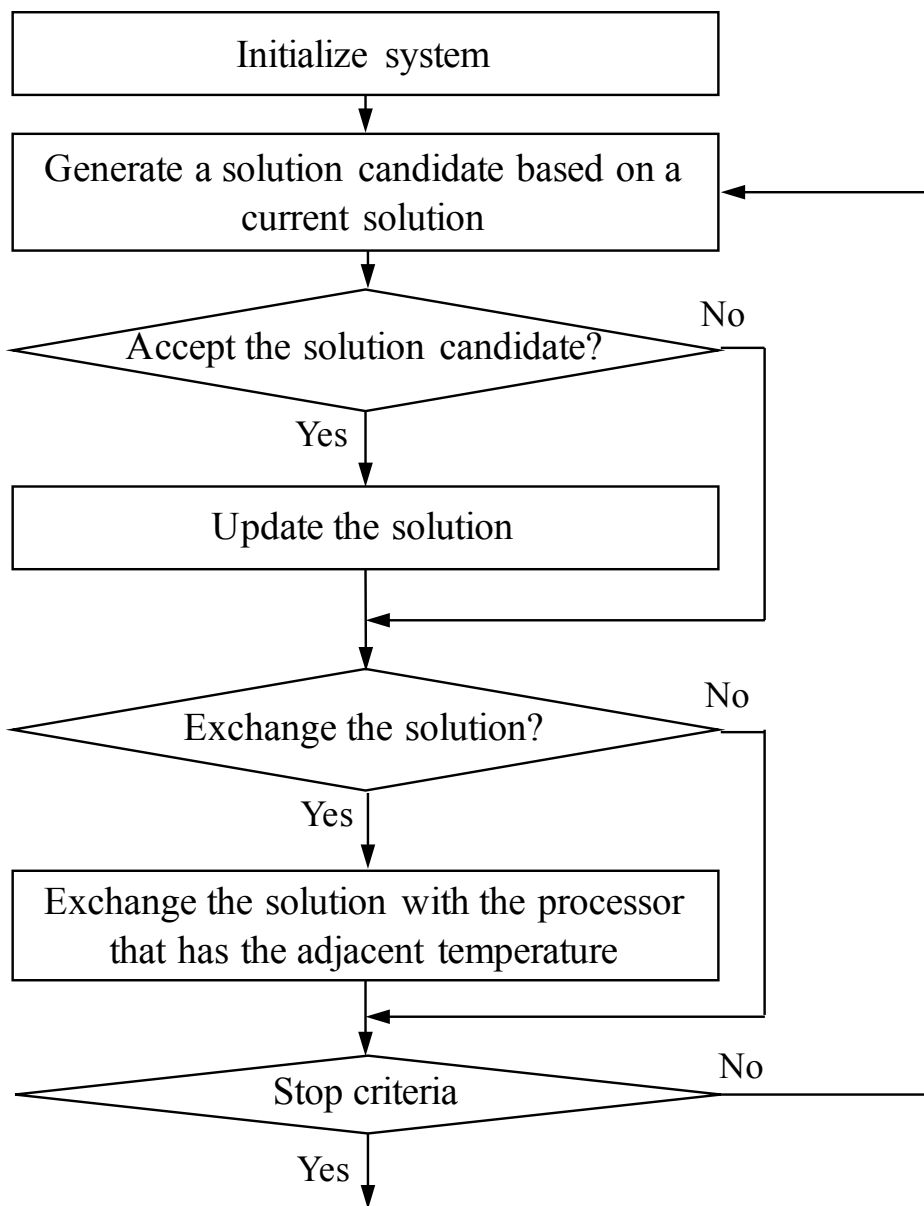 Initialize system
Generate a solution candidate based on a
current solution
No
Accept the solution candidate?
Yes
Update the solution
No
Exchange the solution?
Yes
Exchange the solution with the processor
that has the adjacent temperature
No
Stop criteria
Yes